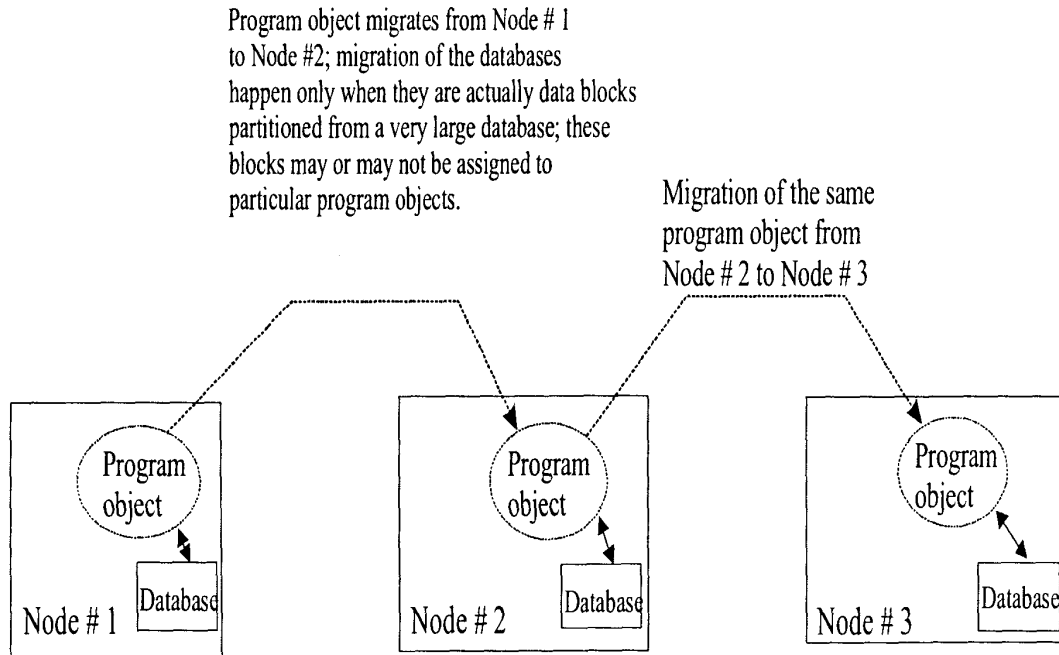 Program object migrates from Node # 1
to Node #2; migration of the databases
happen only when they are actually data blocks
partitioned from a very large database; these
blocks may or may not be assigned to
particular program objects.
Migration of the same
program object from
Node # 2 to Node # 3
Program
object
Database
Node # 1
Program
object
Database
Node # 2
Program
object
Database
Node # 3